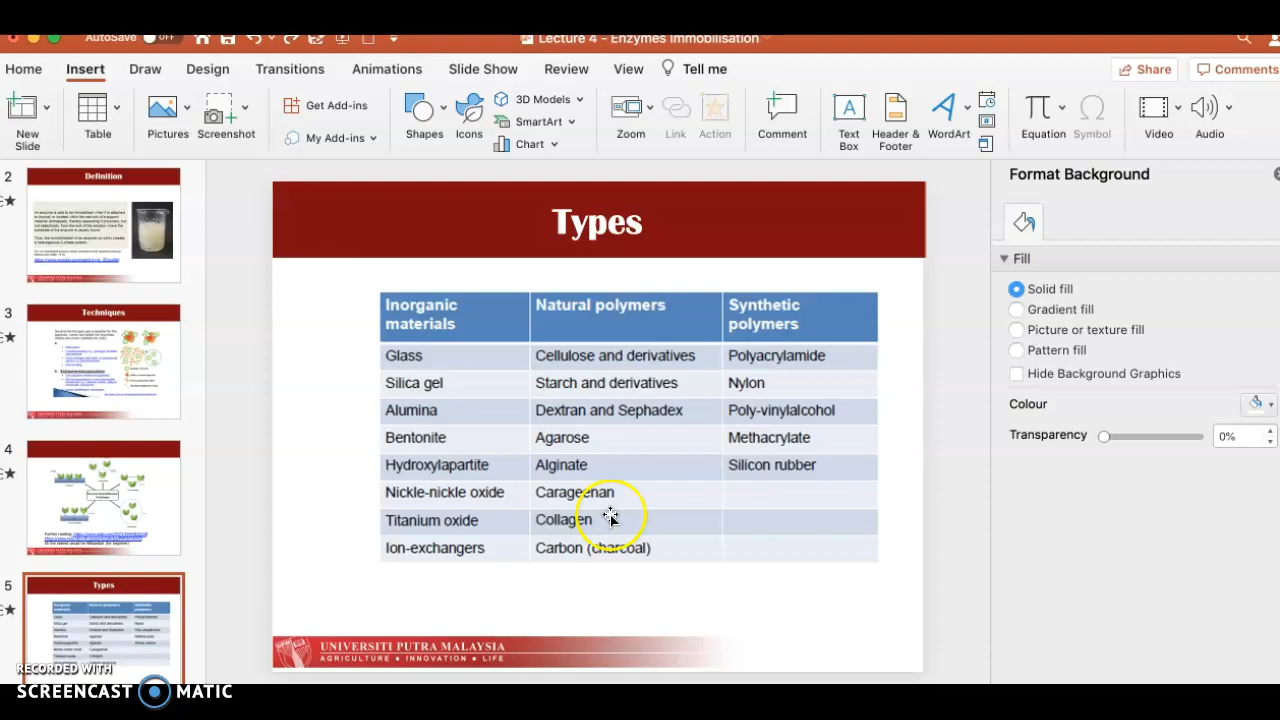 AutoSave OFF
Lecture 4 - Enzymes Immobilisation
Home Insert Draw Design Transitions Animations Slide Show Review View Tell me Share Comments
New Slide
Table
Pictures
Screenshot
Get Add-ins
My Add-ins
Shapes
Icons
3D Models
SmartArt
Chart
Zoom
Link
Action
Comment
Text Box
Header & Footer
WordArt
Equation
Symbol
Video
Audio
2
Definition
3
Techniques
4
5
Types
Types
Inorganic materials Natural polymers Synthetic polymers
Glass Cellulose and derivatives Polyacylamide
Silica gel Starch and derivatives Nylon
Alumina Dextran and Sephadex Poly-vinylalcohol
Bentonite Agarose Methacrylate
Hydroxylapartite Alginate Silicon rubber
Nickle-nickle oxide Carageenan
Titanium oxide Collagen
Ion-exchangers Carbon (charcoal)
UNIVERSITI PUTRA MALAYSIA
AGRICULTURE • INNOVATION • LIFE
Format Background
Fill
Solid fill
Gradient fill
Picture or texture fill
Pattern fill
Hide Background Graphics
Colour
Transparency 0%
RECORDED WITH
SCREENCAST MATIC